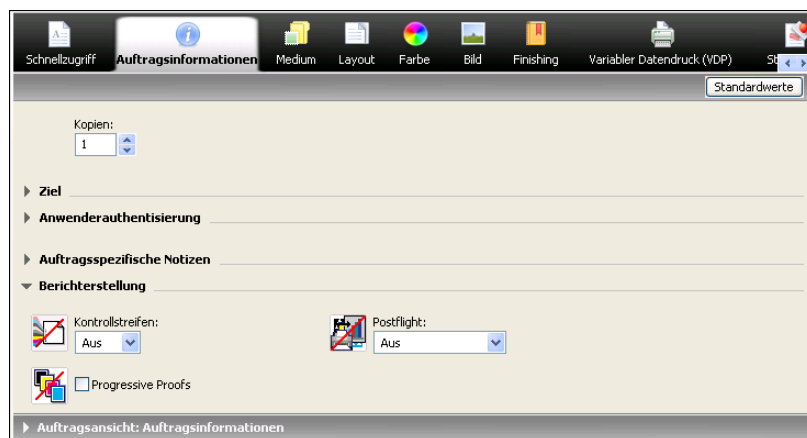 Schnellzugriff Auftragsinformationen Medium Layout Farbe Bild Finishing Variabler Datendruck (VDP)
Standardwerte
Kopien:
1
Ziel
Anwenderauthentisierung
Auftragsspezifische Notizen
Berichterstellung
Kontrollstreifen: Postflight:
Aus Aus
Progressive Proofs
Auftragsansicht: Auftragsinformationen